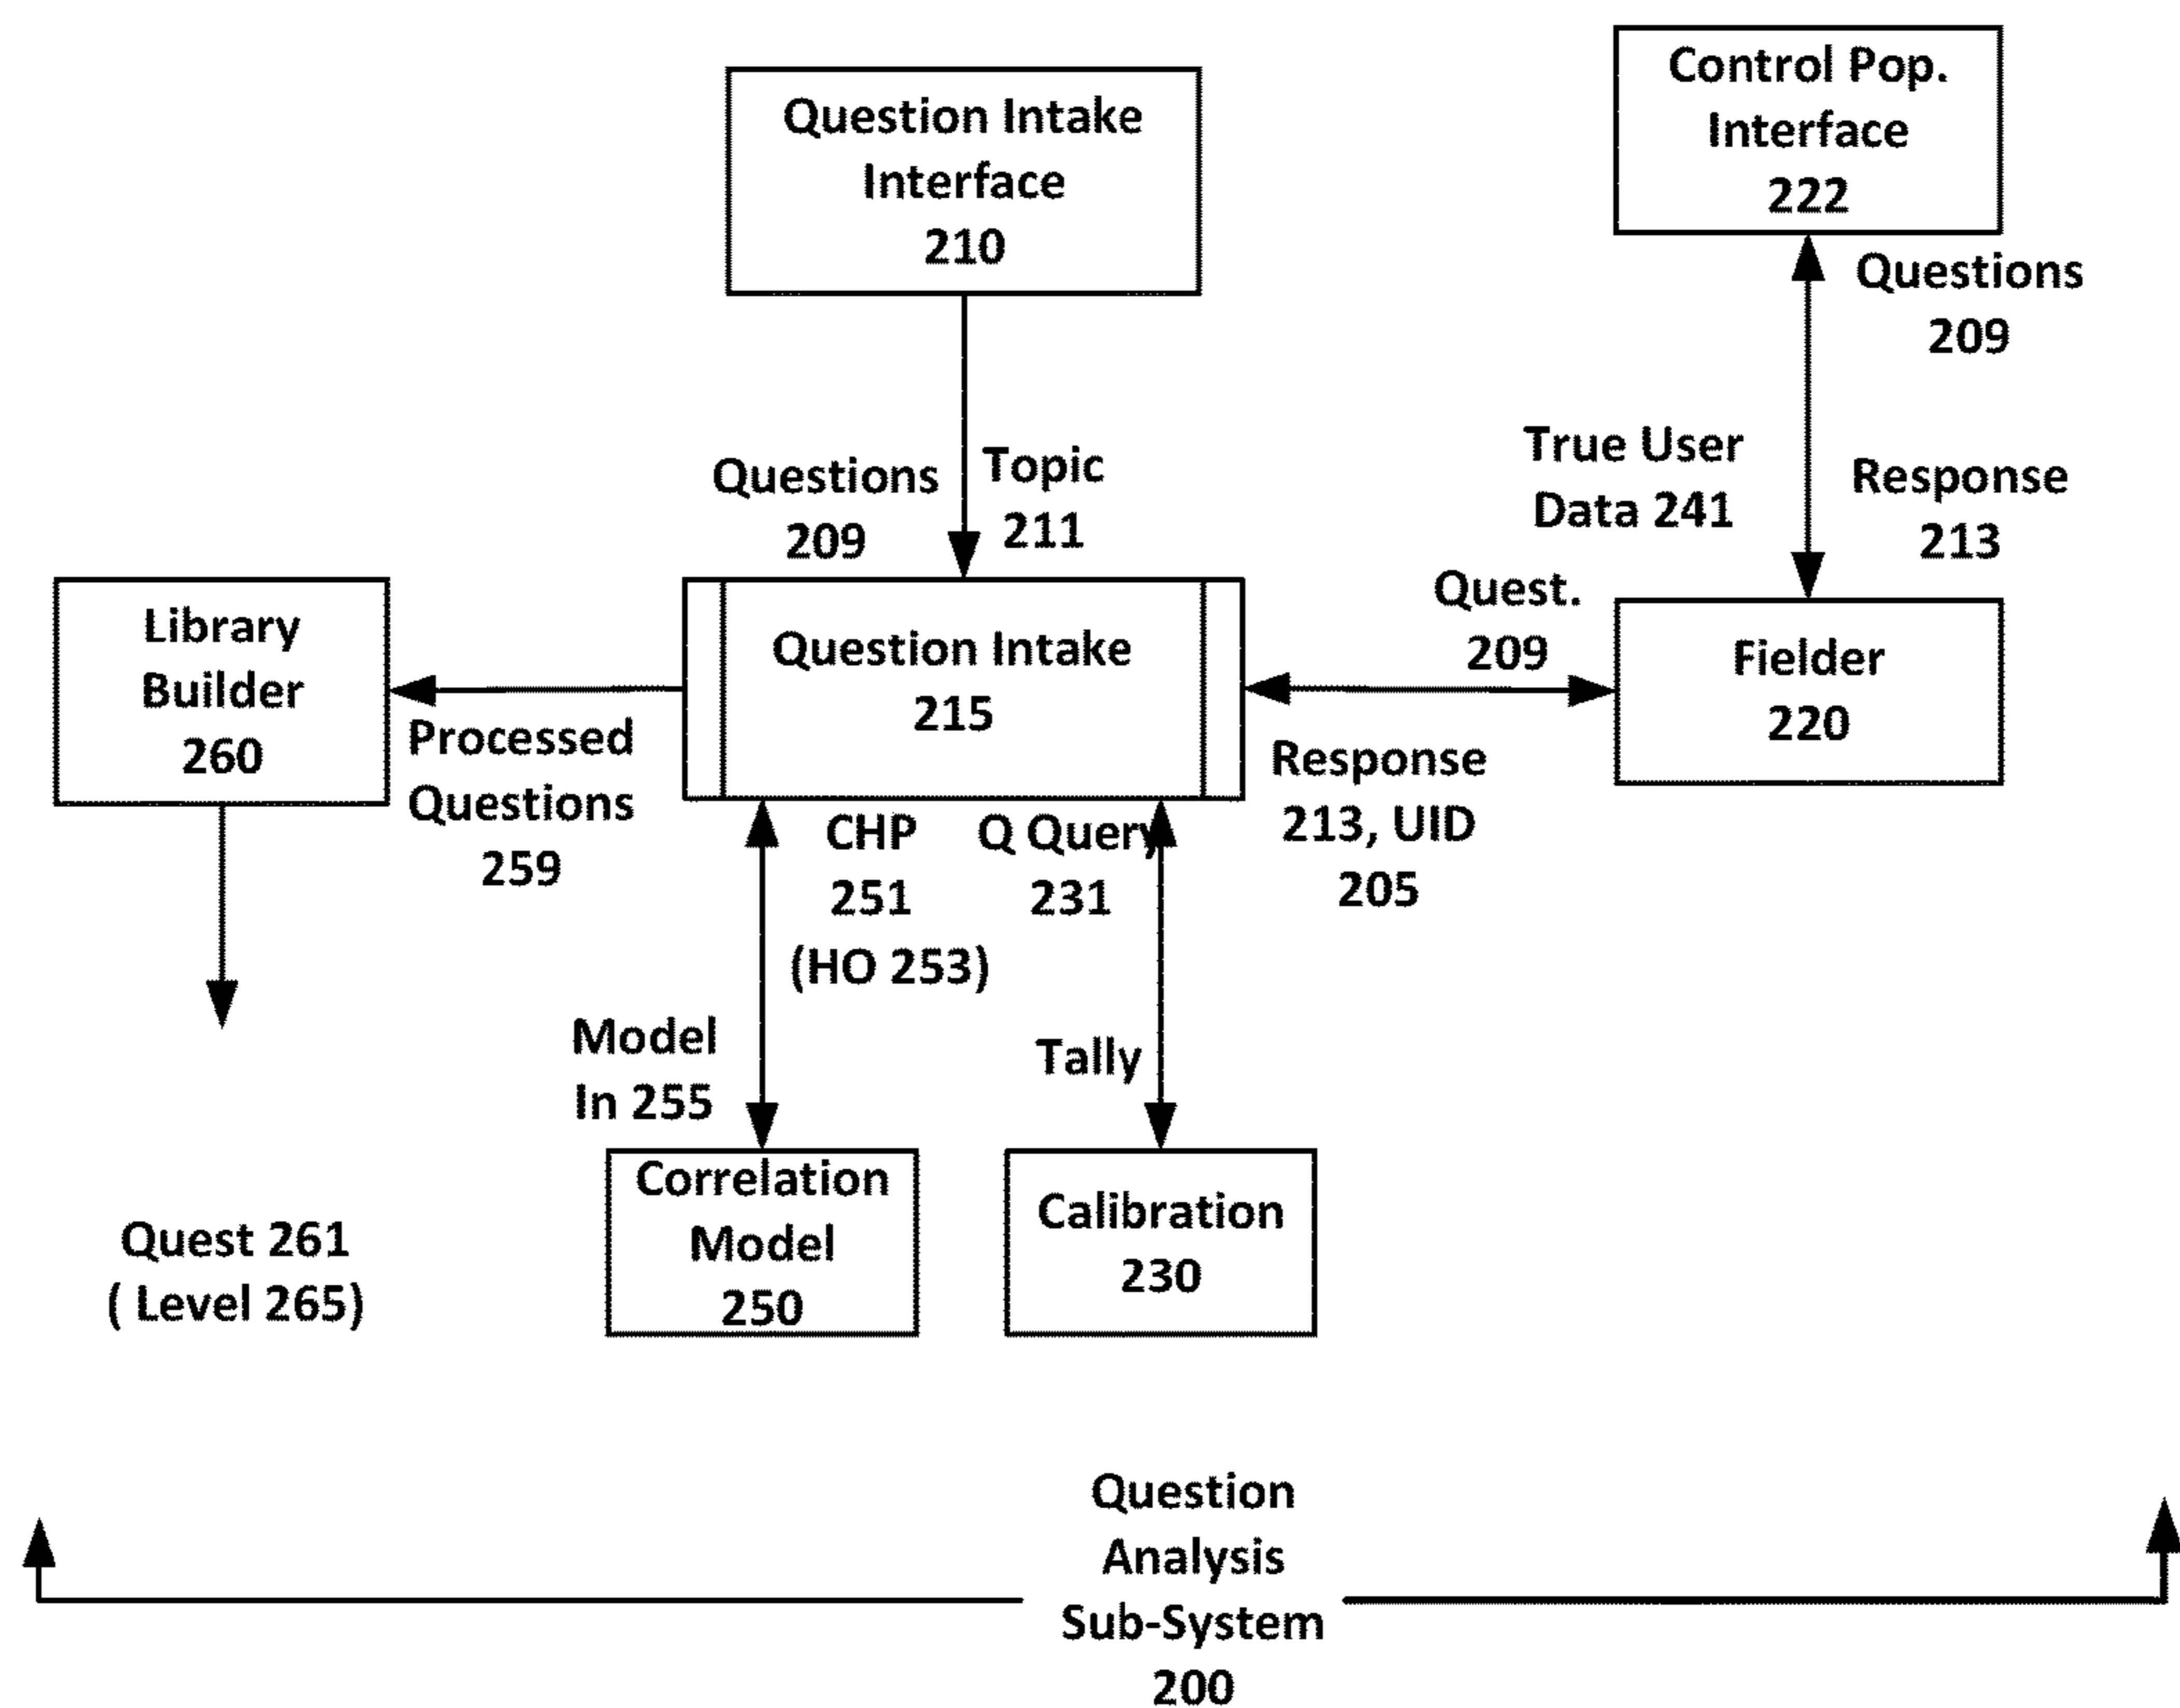 Question Intake
Interface
210
Control Pop.
Interface
222
Questions
209
Questions
209
Topic
211
True User
Data 241
Response
213
Library
Builder
260
Question Intake
215
Quest.
209
Fielder
220
Processed
Questions
259
Response
213, UID
205
CHP
251
(HO 253)
Q Query
231
Model
In 255
Tally
Correlation
Model
250
Calibration
230
Quest 261
( Level 265)
Question
Analysis
Sub-System
200